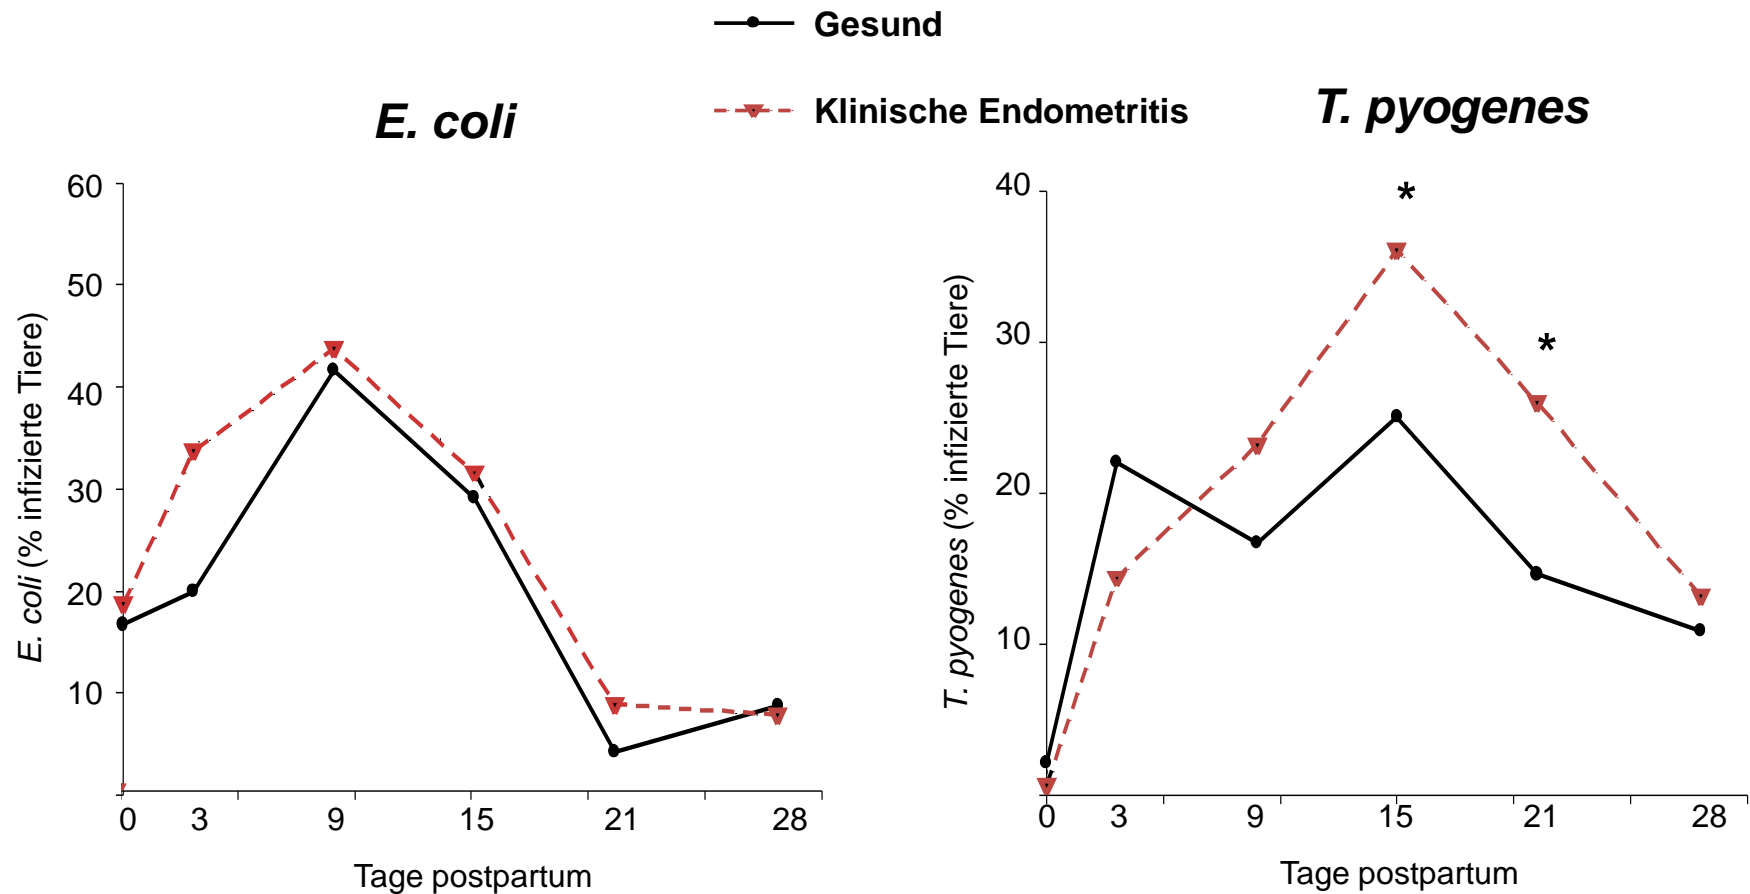 Gesund
Klinische Endometritis
E. coli
T. pyogenes
60
50
40
30
20
10
E. coli (% infizierte Tiere)
0 3 9 15 21 28
Tage postpartum
40
30
20
10
T. pyogenes (% infizierte Tiere)
*
*
0 3 9 15 21 28
Tage postpartum